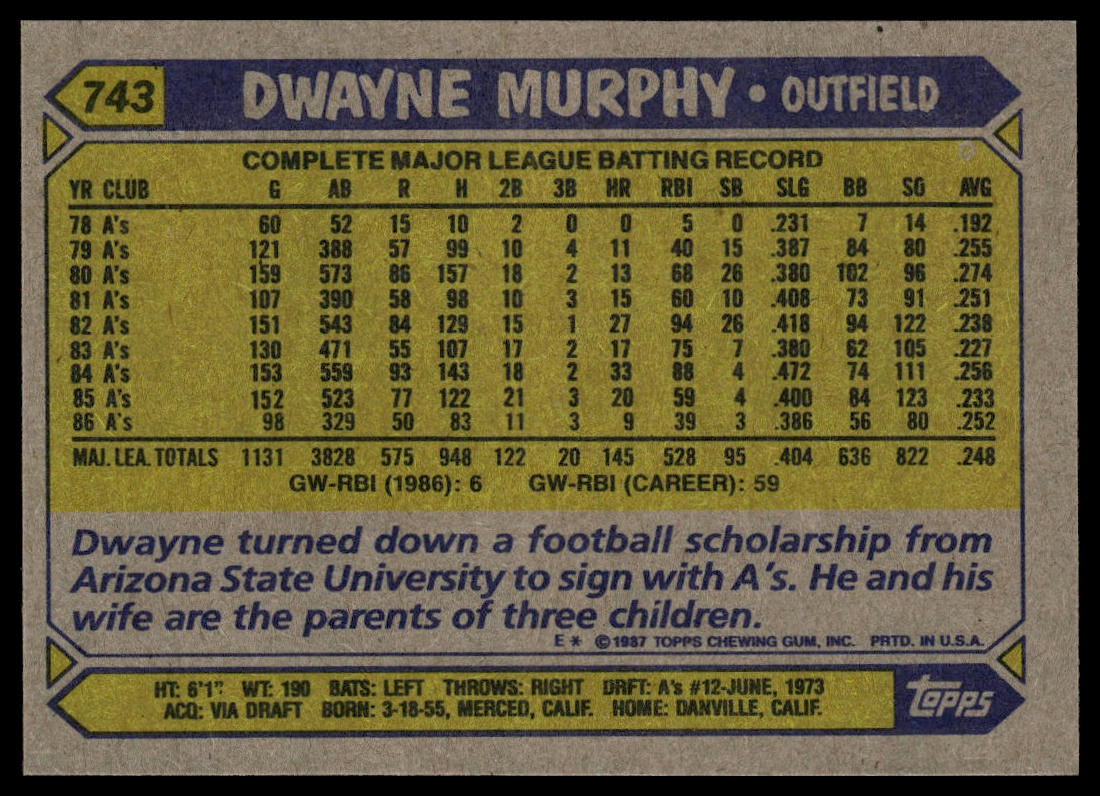 743 DWAYNE MURPHY • OUTFIELD
COMPLETE MAJOR LEAGUE BATTING RECORD
YR CLUB G AB R H 2B 3B HR RBI SB SLG BB SO AVG
78 A's 60 52 15 10 2 0 0 5 0 .231 7 14 .192
79 A's 121 388 57 99 10 4 11 40 15 .387 84 80 .255
80 A's 159 573 86 157 18 2 13 68 26 .380 102 96 .274
81 A's 107 390 58 98 10 3 15 60 10 .408 73 91 .251
82 A's 151 543 84 129 15 1 27 94 26 .418 94 122 .238
83 A's 130 471 55 107 17 2 17 75 7 .380 62 105 .227
84 A's 153 559 93 143 18 2 33 88 4 .472 74 111 .256
85 A's 152 523 77 122 21 3 20 59 4 .400 84 123 .233
86 A's 98 329 50 83 11 3 9 39 3 .386 56 80 .252
MAJ. LEA. TOTALS 1131 3828 575 948 122 20 145 528 95 .404 636 822 .248
GW-RBI (1986): 6 GW-RBI (CAREER): 59
Dwayne turned down a football scholarship from
Arizona State University to sign with A's. He and his
wife are the parents of three children.
E * ©1987 TOPPS CHEWING GUM, INC. PRTD. IN U.S.A.
HT: 6'1" WT: 190 BATS: LEFT THROWS: RIGHT DRFT: A's #12-JUNE, 1973
ACQ: VIA DRAFT BORN: 3-18-55, MERCED, CALIF. HOME: DANVILLE, CALIF.
topps